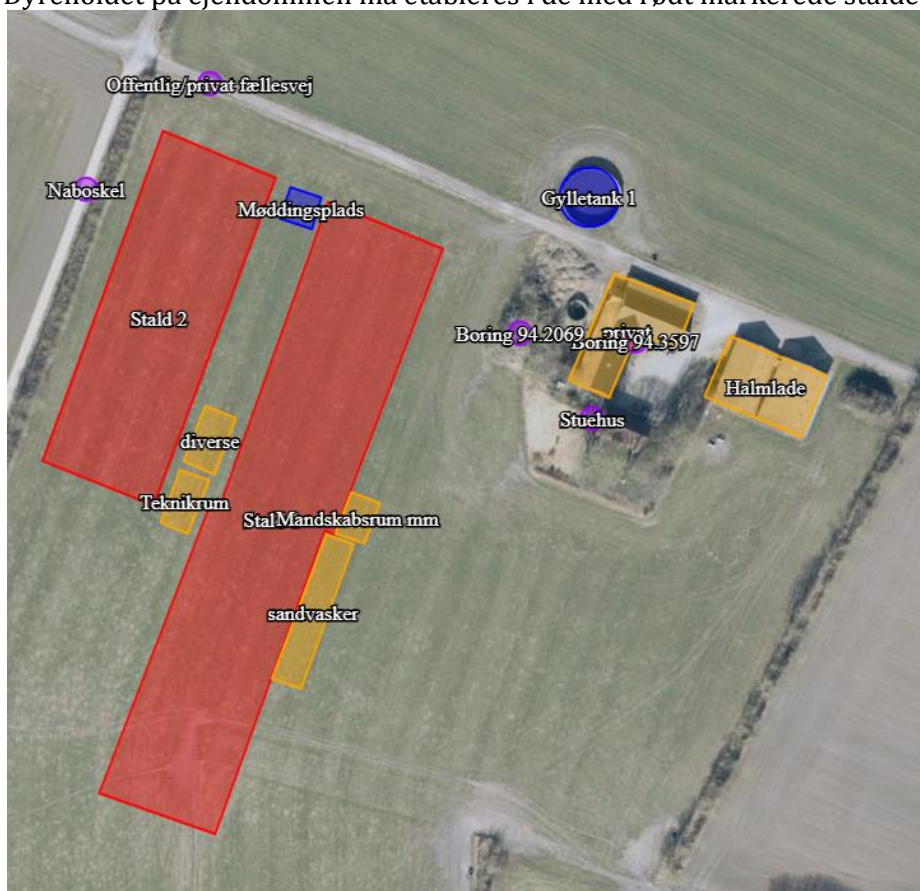 Dyreholdet på ejendommen må etableres i de med rødt markerede stalde
Offentlig/privat fællesvej
Naboskel
Møddingsplads
Gylletank 1
Stald 2
Boring 94.2069
privat
Boring 94.3597
Halmlade
Stuehus
diverse
Teknikrum
Mandskabsrum mm
sandvasker